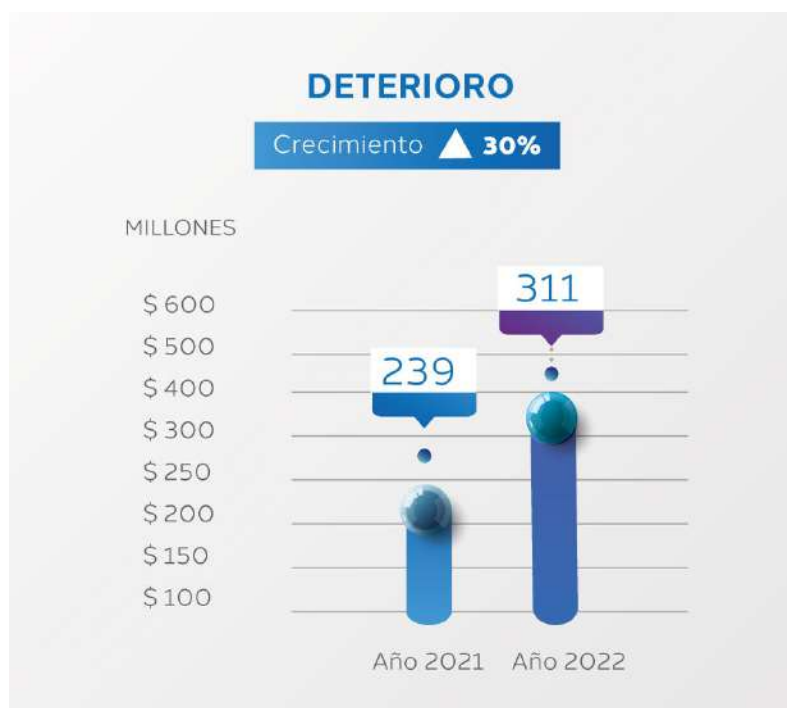 DETERIORO
Crecimiento 30%
MILLONES
311
$ 600
$ 500
239
$ 400
$ 300
$ 250
$ 200
$ 150
$ 100
Año 2021 Año 2022